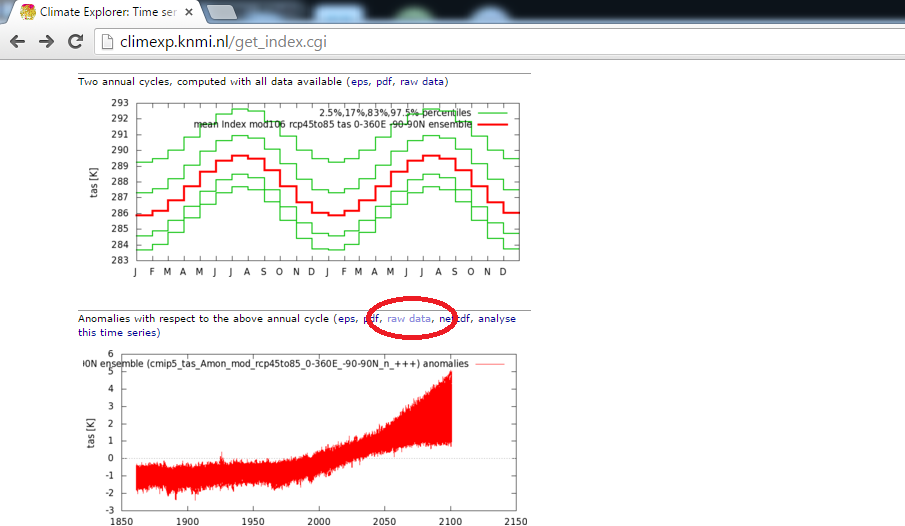 Climate Explorer: Time ser
climexp.knmi.nl/get_index.cgi
Two annual cycles, computed with all data available (eps, pdf, raw data)
293
292
291
290
289
288
287
286
285
284
283
tas [K]
2.5%,17%,83%,97.5% percentiles
mean Index mod106 rcp45to85 tas 0-360E -90-90N ensemble
J F M A M J J A S O N D J F M A M J J A S O N D
Anomalies with respect to the above annual cycle (eps, pdf, raw data, netcdf, analyse
this time series)
6
5
4
3
2
1
0
-1
-2
-3
tas [K]
00N ensemble (cmip5_tas_Amon_mod_rcp45to85_0-360E_-90-90N_n_+++) anomalies
1850 1900 1950 2000 2050 2100 2150